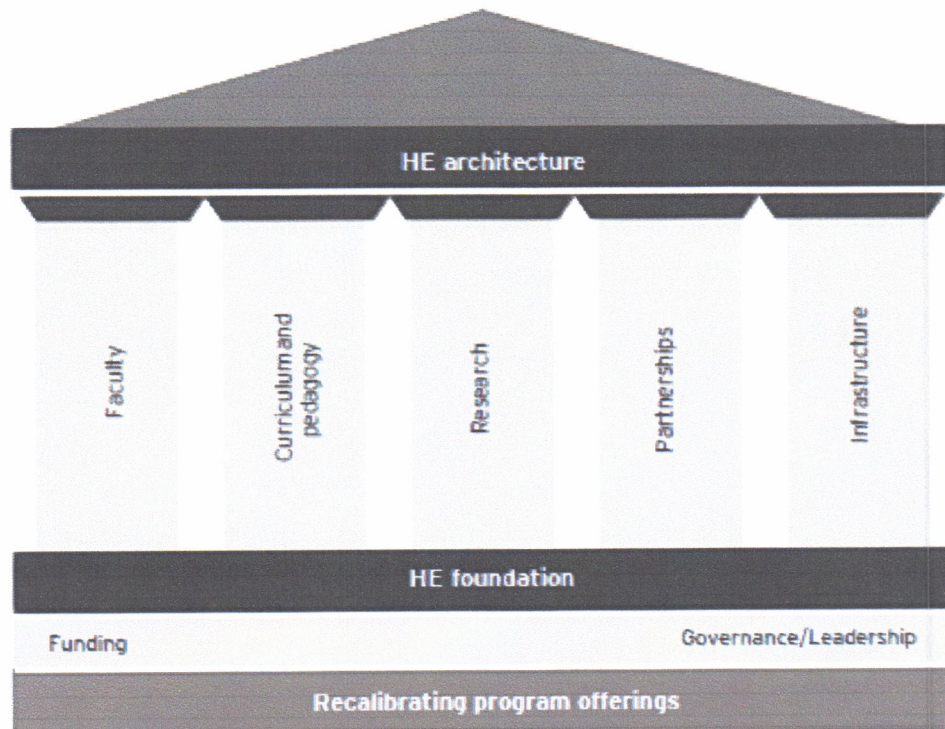 HE architecture
Faculty
Curriculum and
pedagogy
Research
Partnerships
Infrastructure
HE foundation
Funding
Governance/Leadership
Recalibrating program offerings